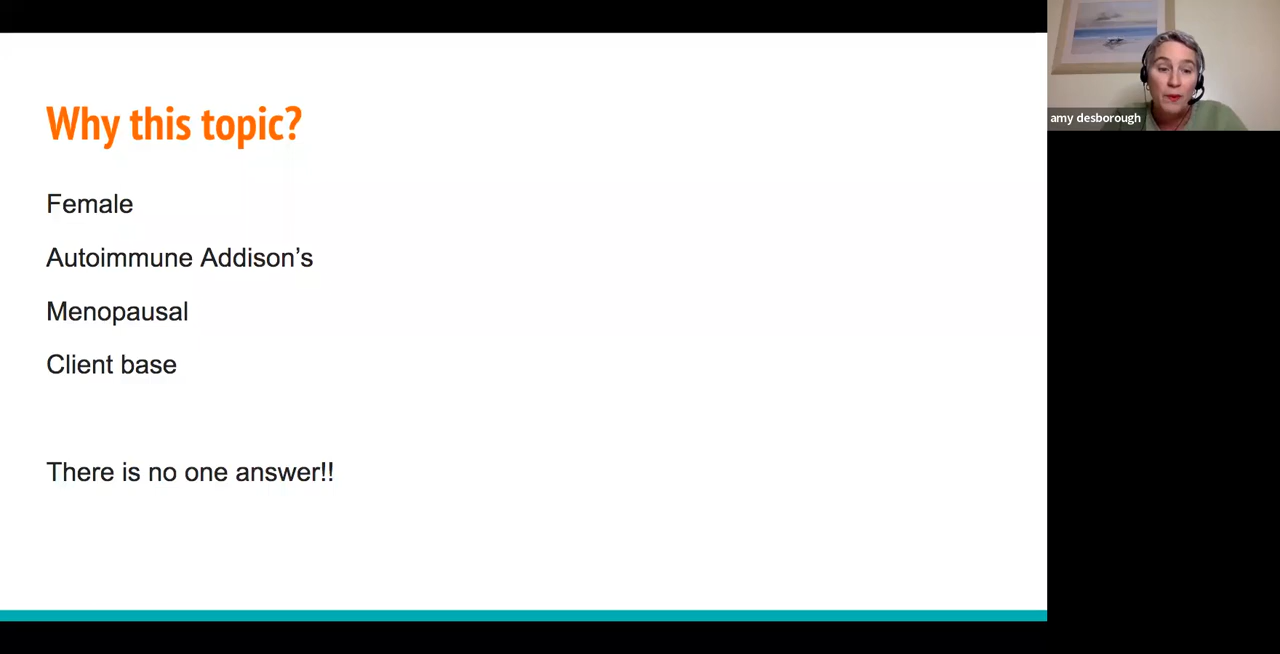 Why this topic?
Female
Autoimmune Addison’s
Menopausal
Client base
There is no one answer!!
amy desborough